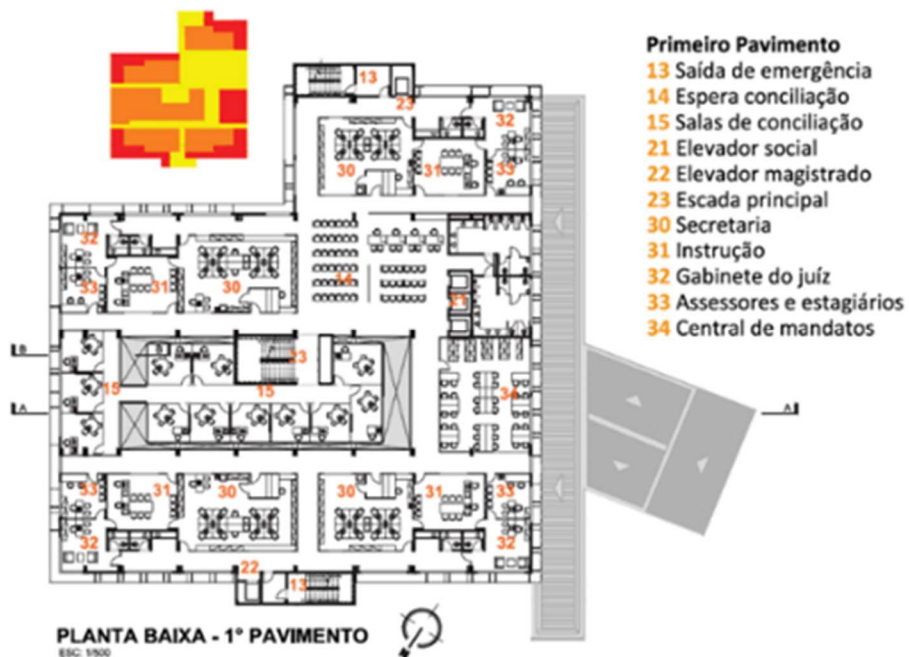 Primeiro Pavimento
13 Saída de emergência
14 Espera conciliação
15 Salas de conciliação
21 Elevador social
22 Elevador magistrado
23 Escada principal
30 Secretaria
31 Instrução
32 Gabinete do juíz
33 Assessores e estagiários
34 Central de mandatos
13
23
32
30
31
33
32
33
31
30
14
21
B
23
15
15
34
A
A
33
31
30
30
31
33
32
32
22
13
PLANTA BAIXA - 1º PAVIMENTO
ESC: 1/500